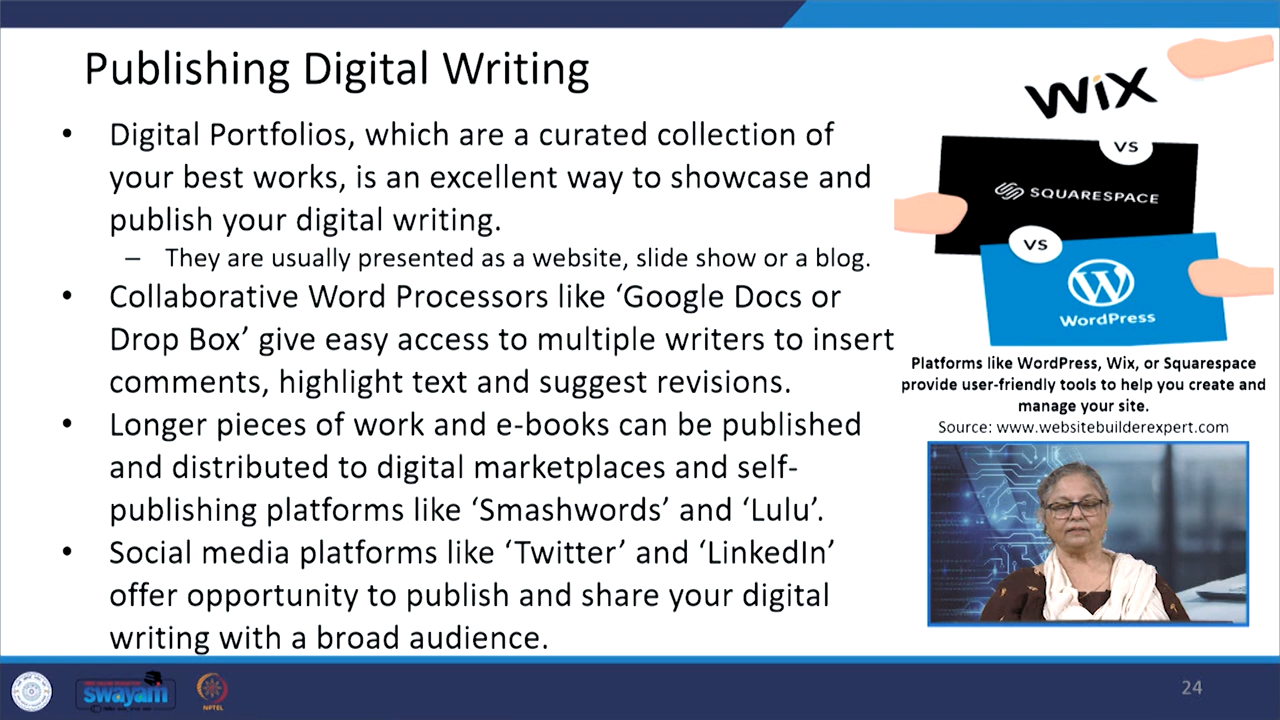 Publishing Digital Writing
• Digital Portfolios, which are a curated collection of
your best works, is an excellent way to showcase and
publish your digital writing.
– They are usually presented as a website, slide show or a blog.
• Collaborative Word Processors like ‘Google Docs or
Drop Box’ give easy access to multiple writers to insert
comments, highlight text and suggest revisions.
• Longer pieces of work and e-books can be published
and distributed to digital marketplaces and self-
publishing platforms like ‘Smashwords’ and ‘Lulu’.
• Social media platforms like ‘Twitter’ and ‘LinkedIn’
offer opportunity to publish and share your digital
writing with a broad audience.
WiX
VS
SQUARESPACE
VS
WordPress
Platforms like WordPress, Wix, or Squarespace
provide user-friendly tools to help you create and
manage your site.
Source: www.websitebuilderexpert.com
swayam
NPTEL
24